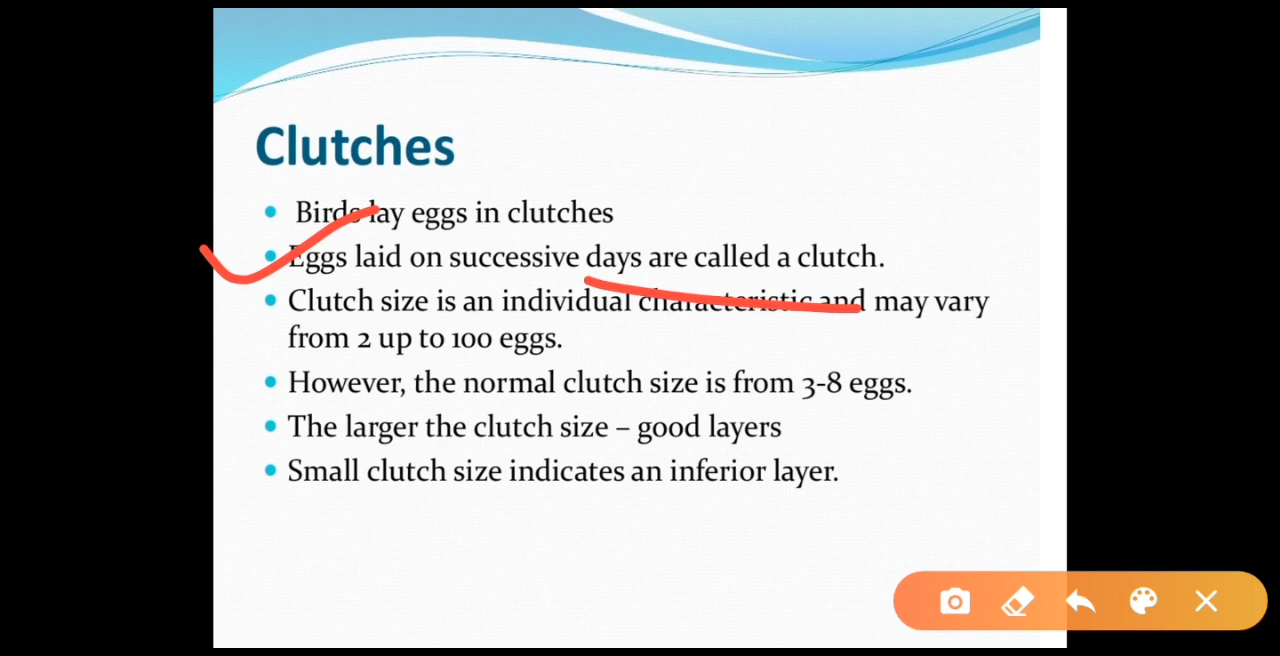 Clutches
Birds lay eggs in clutches
Eggs laid on successive days are called a clutch.
Clutch size is an individual characteristic and may vary
from 2 up to 100 eggs.
However, the normal clutch size is from 3-8 eggs.
The larger the clutch size – good layers
Small clutch size indicates an inferior layer.